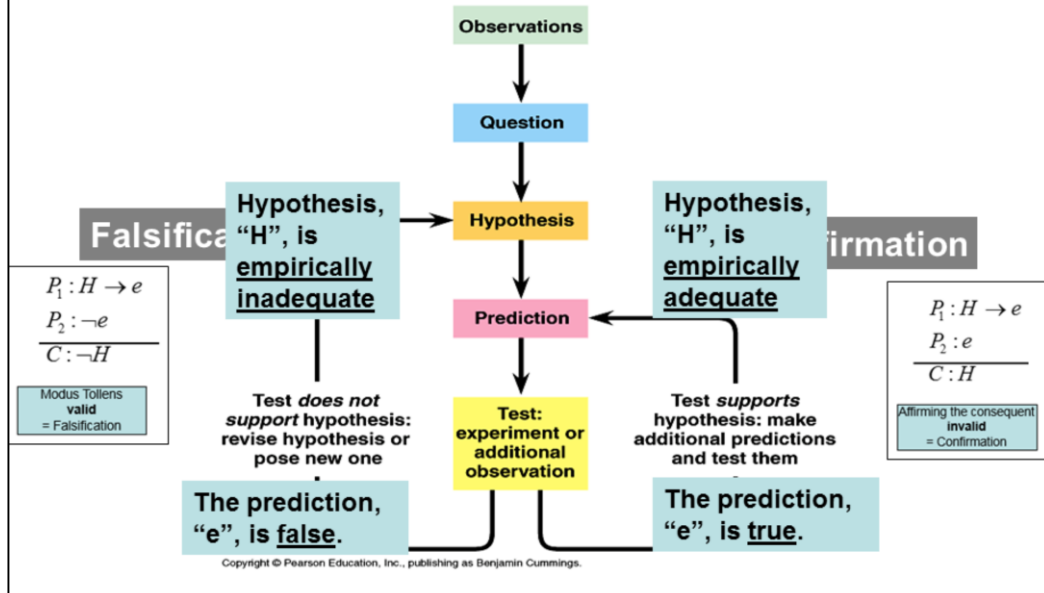 Observations
Question
Hypothesis
Prediction
Test:
experiment or
additional
observation
Falsifica
Hypothesis,
“H”, is
empirically
inadequate
P₁ : H → e
P₂ : ¬e
C : ¬H
Modus Tollens
valid
= Falsification
Test does not
support hypothesis:
revise hypothesis or
pose new one
The prediction,
“e”, is false.
Hypothesis,
“H”, is
empirically
adequate
firmation
P₁ : H → e
P₂ : e
C : H
Affirming the consequent
invalid
= Confirmation
Test supports
hypothesis: make
additional predictions
and test them
The prediction,
“e”, is true.
Copyright © Pearson Education, Inc., publishing as Benjamin Cummings.